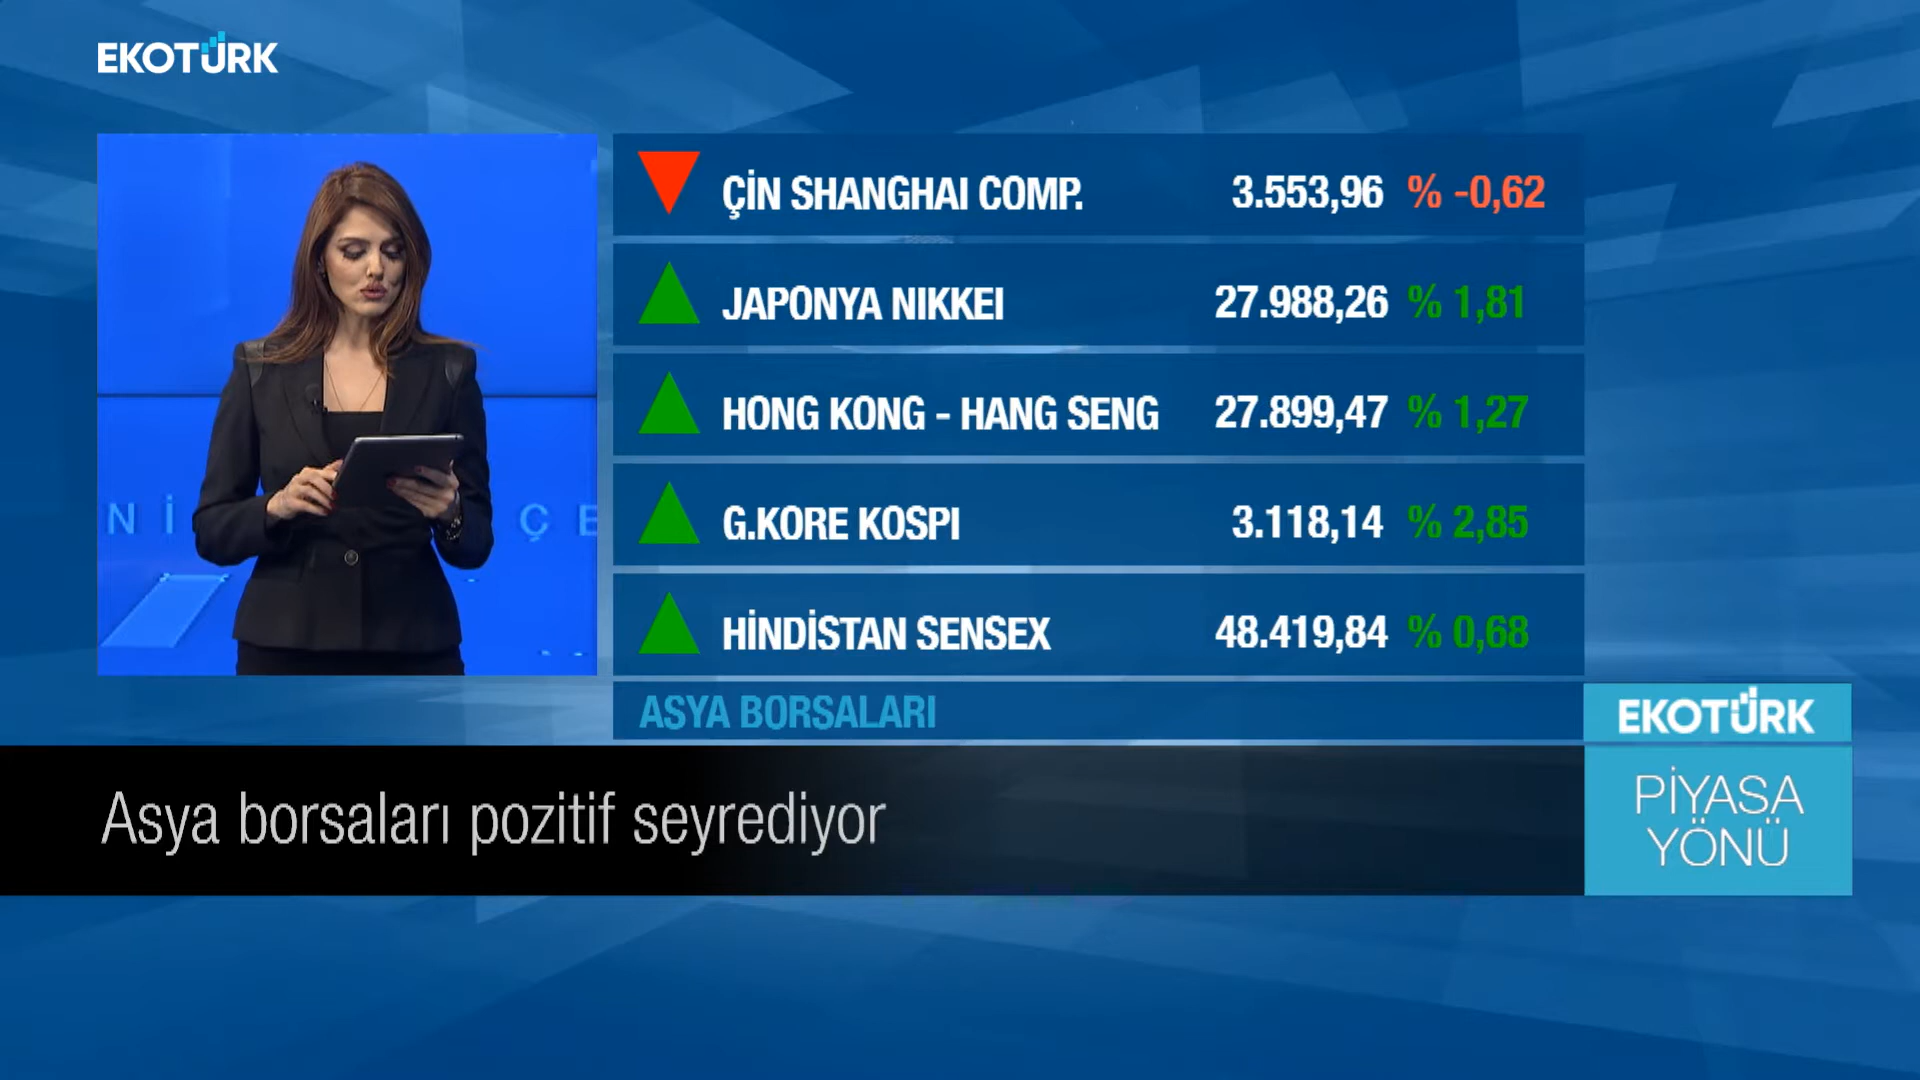 EKOTÜRK
Nİ ÇE
ÇİN SHANGHAI COMP. 3.553,96 % -0,62
JAPONYA NIKKEI 27.988,26 % 1,81
HONG KONG - HANG SENG 27.899,47 % 1,27
G.KORE KOSPI 3.118,14 % 2,85
HİNDİSTAN SENSEX 48.419,84 % 0,68
ASYA BORSALARI
EKOTÜRK
Asya borsaları pozitif seyrediyor
PİYASA
YÖNÜ